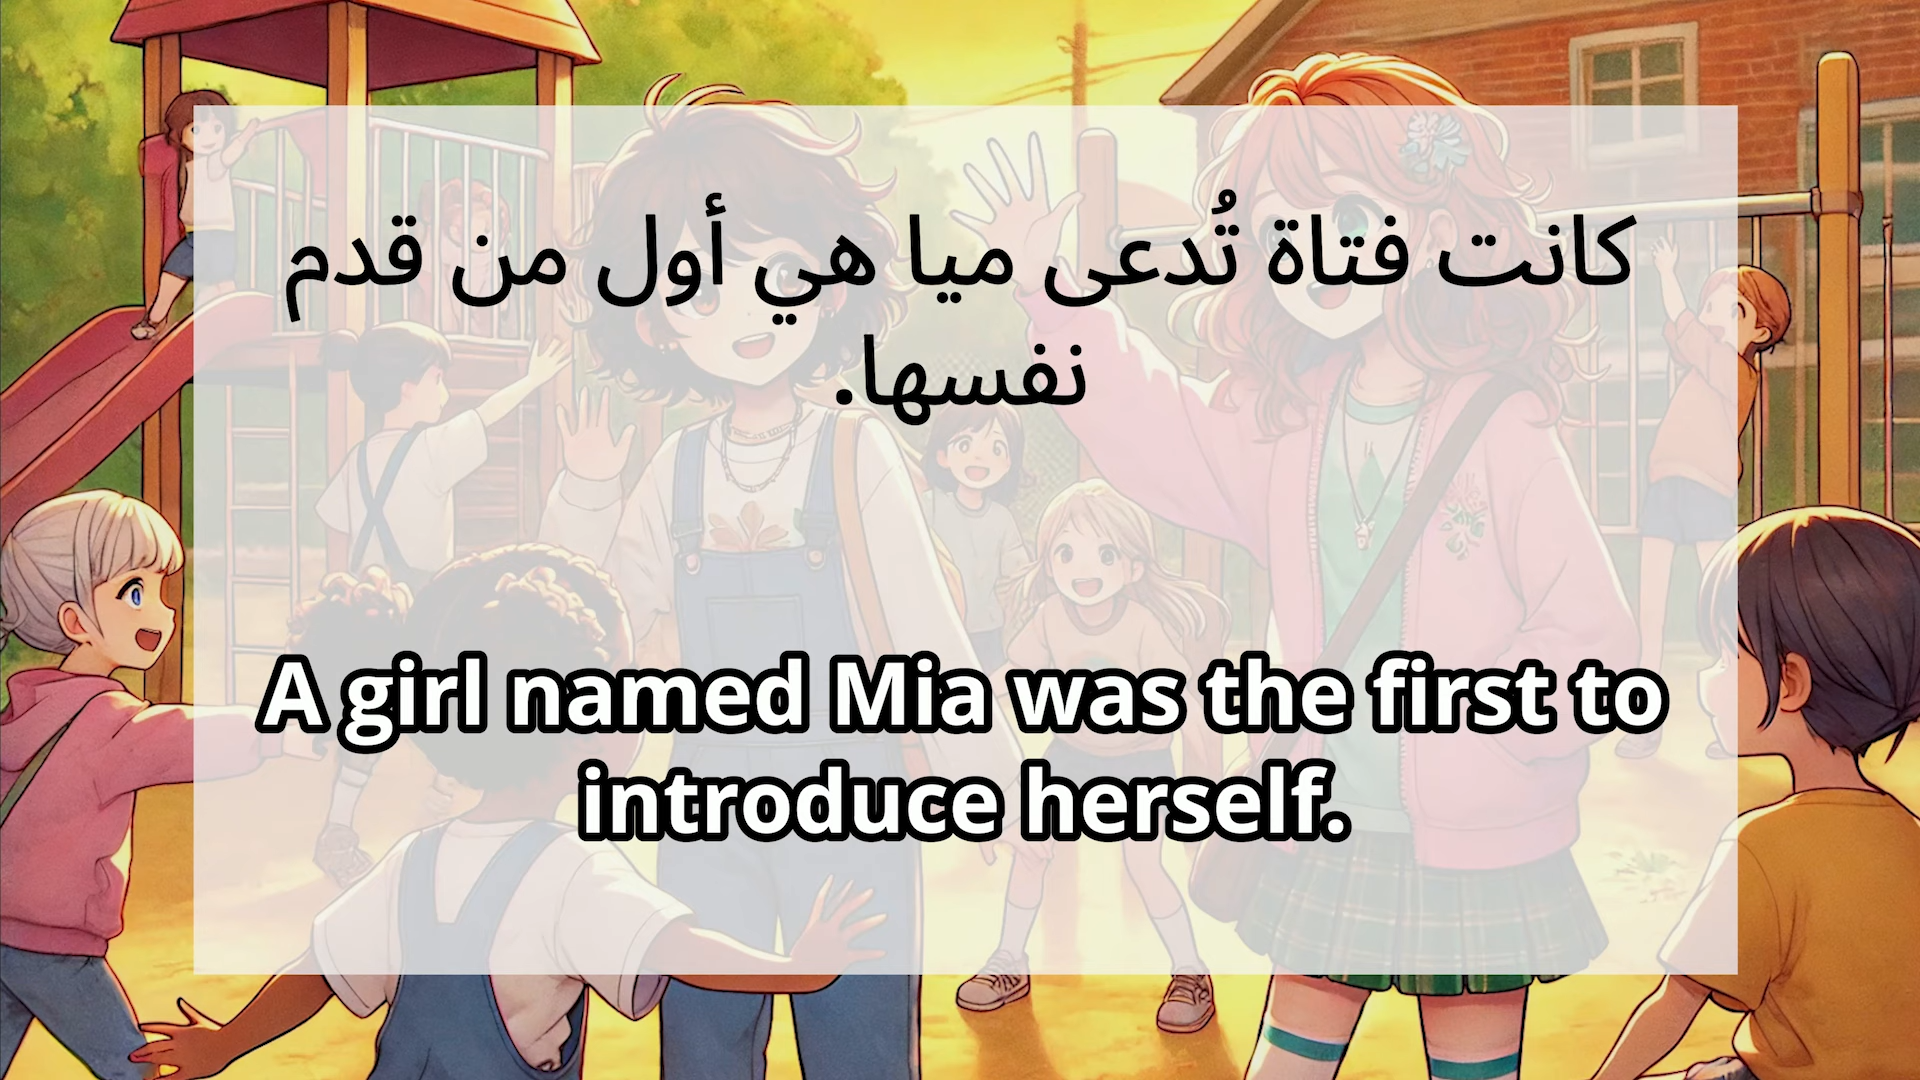 كانت فتاة تُدعى ميا هي أول من قدم
نفسها.
A girl named Mia was the first to
introduce herself.